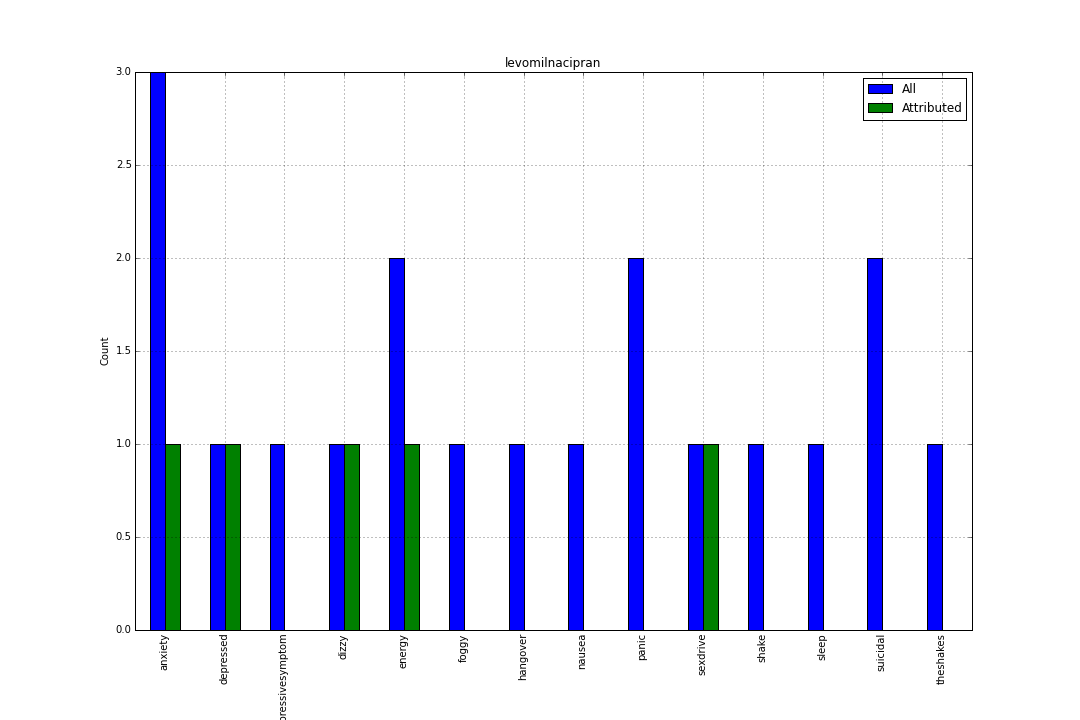 levomilnacipran
All
Attributed
3.0
2.5
2.0
1.5
1.0
0.5
0.0
Count
anxiety
depressed
pressivesymptom
dizzy
energy
foggy
hangover
nausea
panic
sexdrive
shake
sleep
suicidal
theshakes